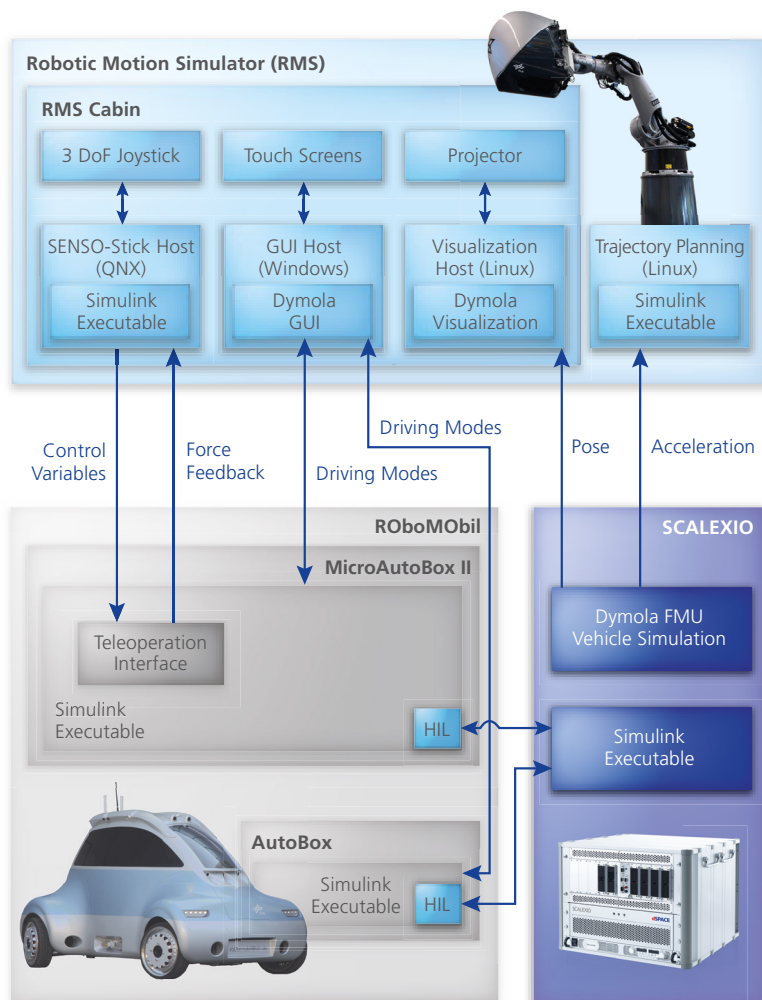 Robotic Motion Simulator (RMS)
RMS Cabin
3 DoF Joystick
Touch Screens
Projector
SENSO-Stick Host
(QNX)
Simulink
Executable
GUI Host
(Windows)
Dymola
GUI
Visualization
Host (Linux)
Dymola
Visualization
Trajectory Planning
(Linux)
Simulink
Executable
Control
Variables
Force
Feedback
Driving Modes
Driving Modes
Pose
Acceleration
ROboMObil
MicroAutoBox II
Teleoperation
Interface
Simulink
Executable
HIL
AutoBox
Simulink
Executable
HIL
SCALEXIO
Dymola FMU
Vehicle Simulation
Simulink
Executable
SCALEXIO
dSPACE